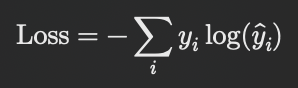 Loss = −∑ᵢ yᵢ log(ŷᵢ)